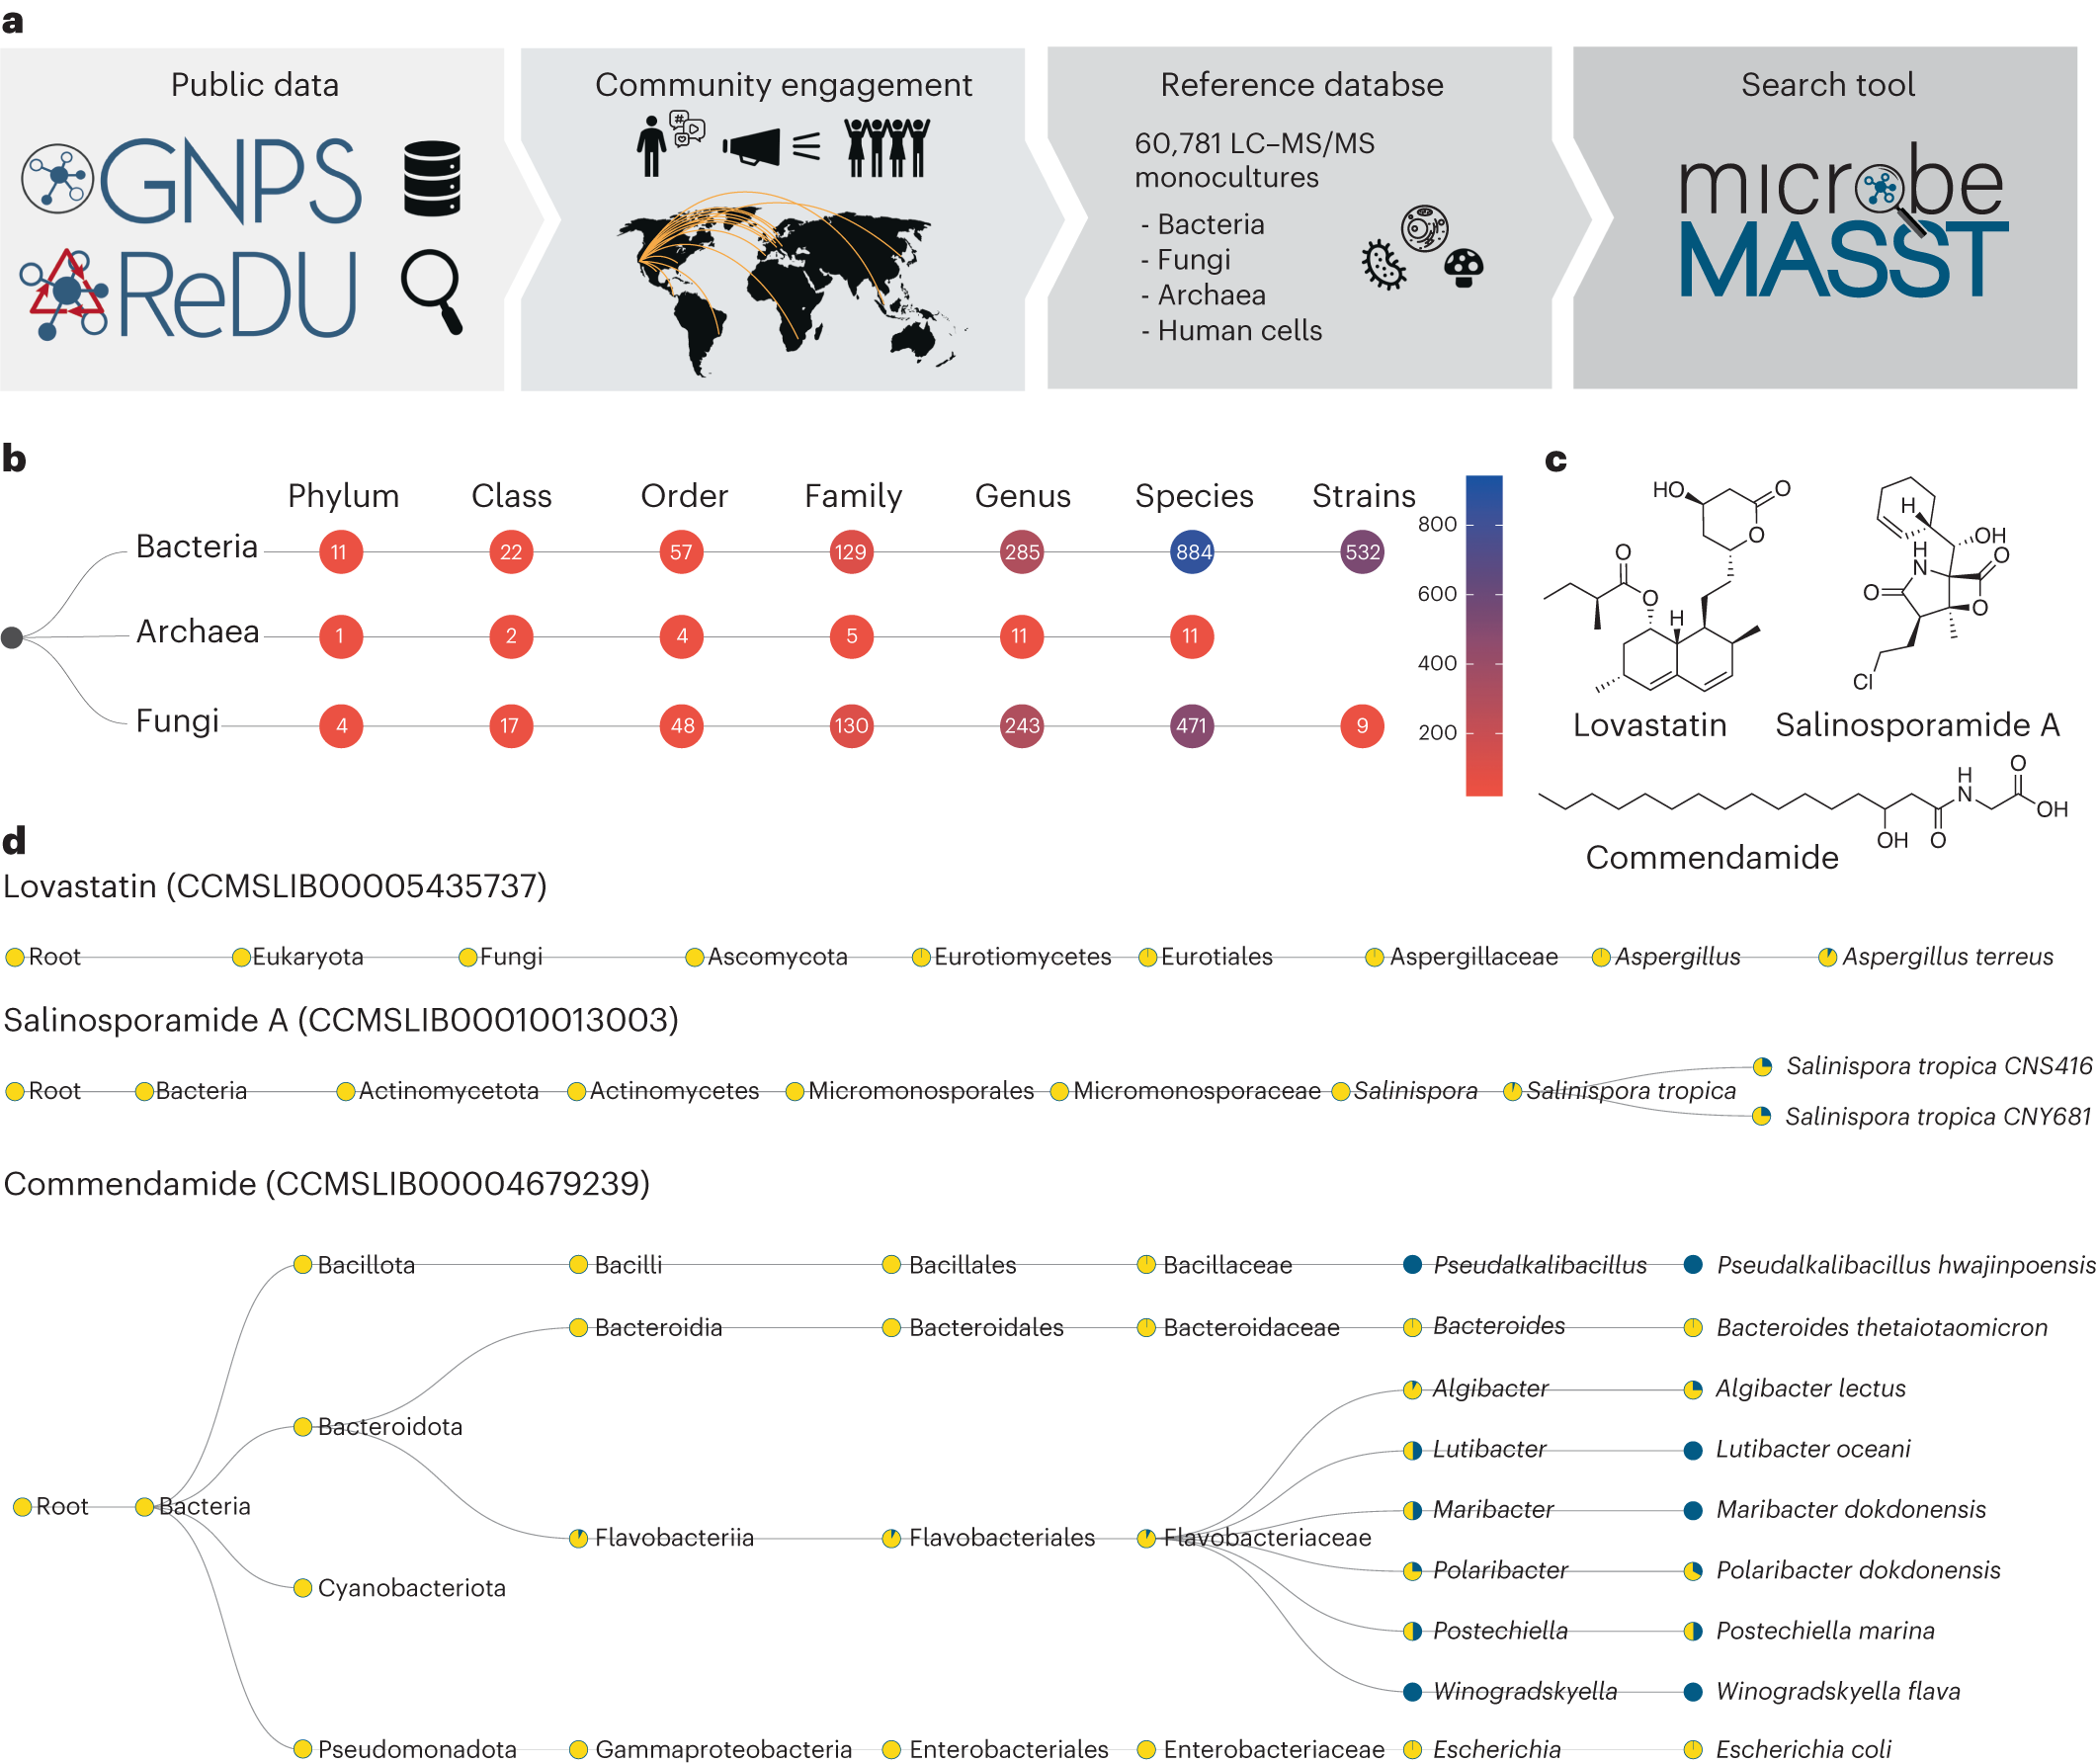 a
Public data
GNPS
ReDU
Community engagement
#
Reference databse
60,781 LC–MS/MS
monocultures
- Bacteria
- Fungi
- Archaea
- Human cells
Search tool
microbe
MASST
b
Phylum Class Order Family Genus Species Strains
Bacteria 11 22 57 129 285 884 532
Archaea 1 2 4 5 11 11
Fungi 4 17 48 130 243 471 9
800
600
400
200
c
HO O O H OH H N O O O O O O H Cl
Lovastatin Salinosporamide A
H N O OH OH O
Commendamide
d
Lovastatin (CCMSLIB00005435737)
Root Eukaryota Fungi Ascomycota Eurotiomycetes Eurotiales Aspergillaceae Aspergillus Aspergillus terreus
Salinosporamide A (CCMSLIB00010013003)
Salinispora tropica CNS416
Root Bacteria Actinomycetota Actinomycetes Micromonosporales Micromonosporaceae Salinispora Salinispora tropica
Salinispora tropica CNY681
Commendamide (CCMSLIB00004679239)
Bacillota Bacilli Bacillales Bacillaceae Pseudalkalibacillus Pseudalkalibacillus hwajinpoensis
Bacteroidia Bacteroidales Bacteroidaceae Bacteroides Bacteroides thetaiotaomicron
Algibacter Algibacter lectus
Bacteroidota
Lutibacter Lutibacter oceani
Root Bacteria
Maribacter Maribacter dokdonensis
Flavobacteriia Flavobacteriales Flavobacteriaceae
Polaribacter Polaribacter dokdonensis
Cyanobacteriota
Postechiella Postechiella marina
Winogradskyella Winogradskyella flava
Pseudomonadota Gammaproteobacteria Enterobacteriales Enterobacteriaceae Escherichia Escherichia coli